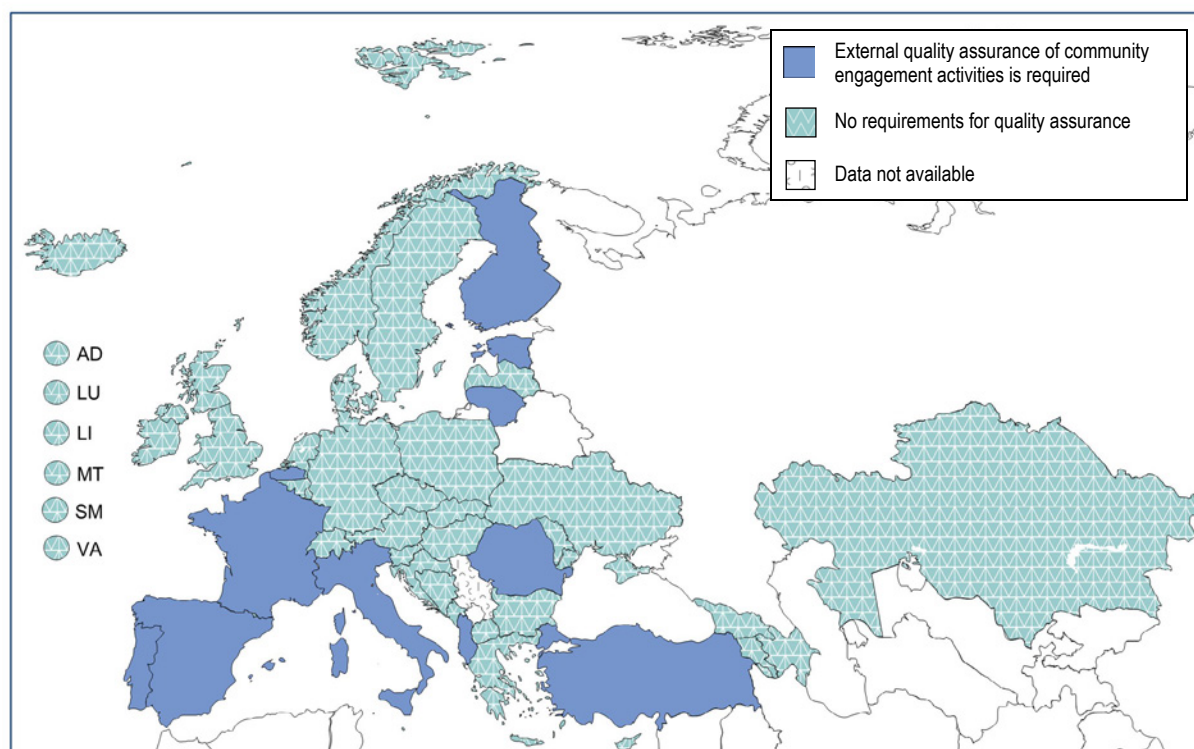 External quality assurance of community
engagement activities is required
No requirements for quality assurance
Data not available
AD
LU
LI
MT
SM
VA